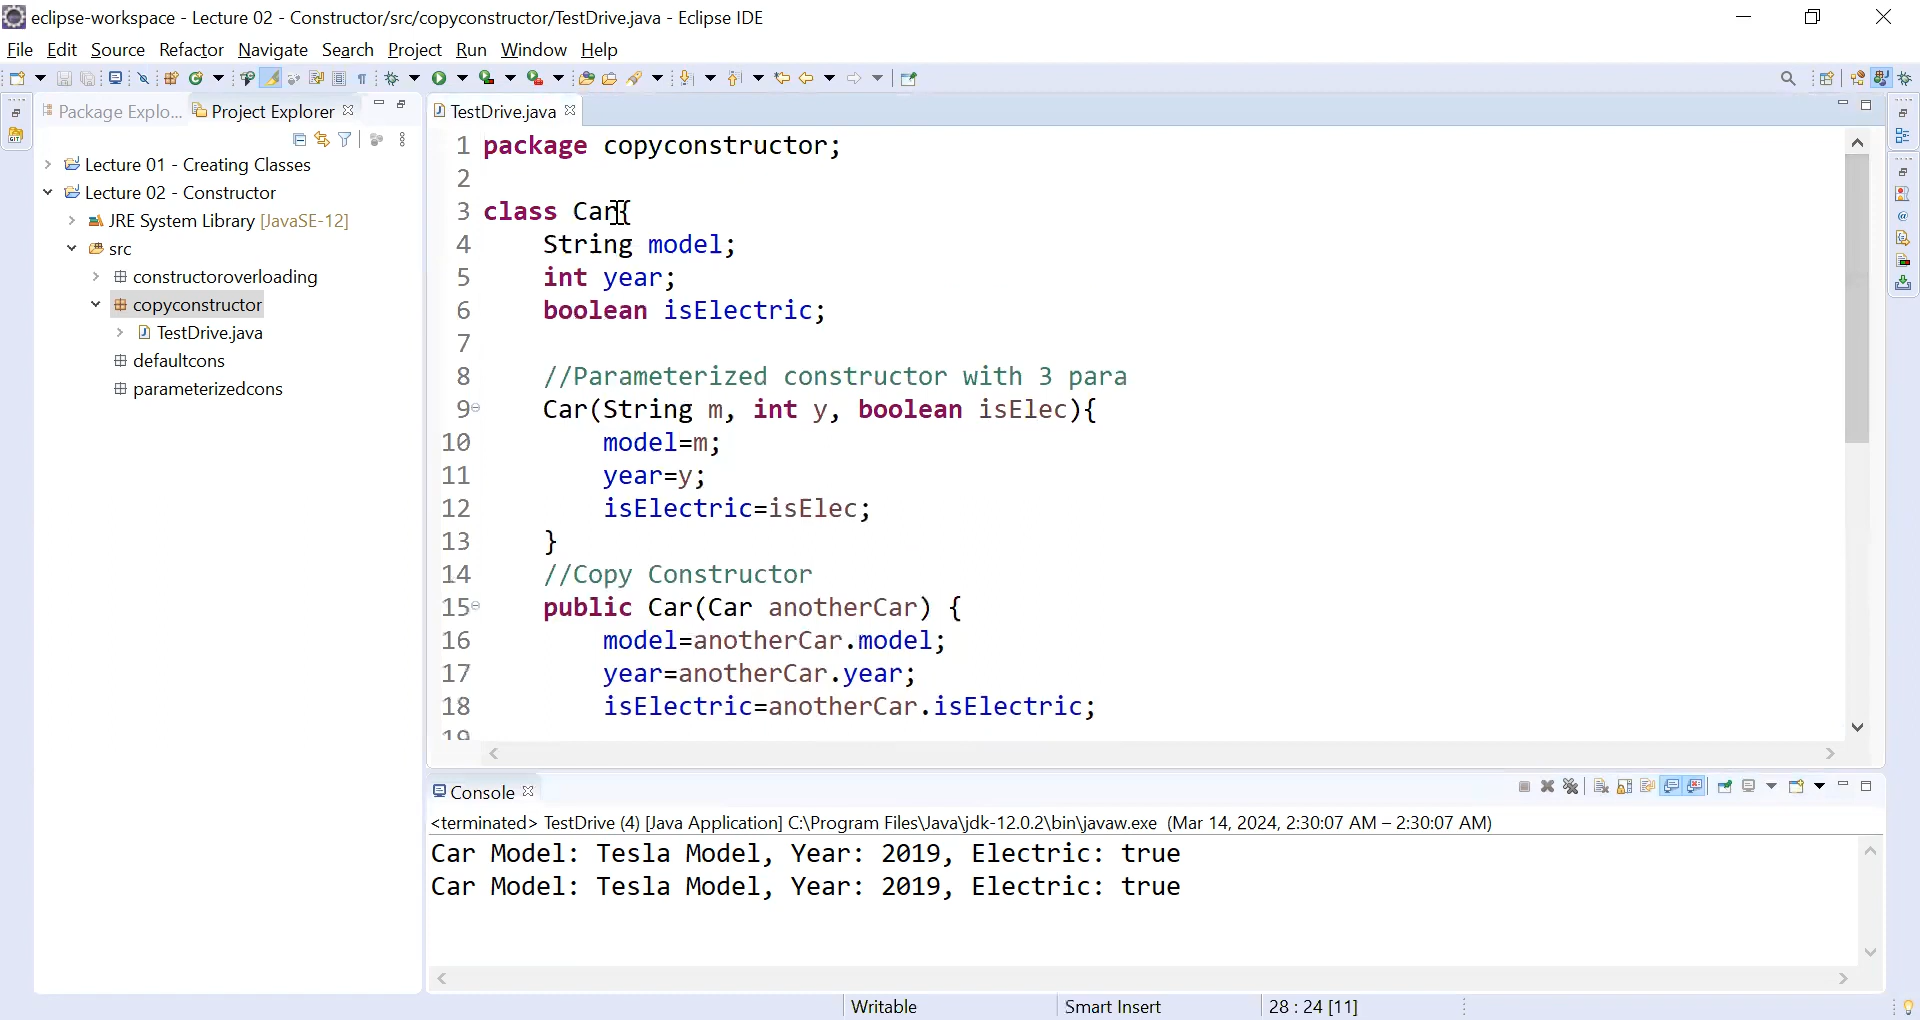 eclipse-workspace - Lecture 02 - Constructor/src/copyconstructor/TestDrive.java - Eclipse IDE
File Edit Source Refactor Navigate Search Project Run Window Help
Package Explo... Project Explorer
Lecture 01 - Creating Classes
Lecture 02 - Constructor
JRE System Library [JavaSE-12]
src
constructoroverloading
copyconstructor
TestDrive.java
defaultcons
parameterizedcons
TestDrive.java
1 package copyconstructor;
2
3 class Car{
4 String model;
5 int year;
6 boolean isElectric;
7
8 //Parameterized constructor with 3 para
9 Car(String m, int y, boolean isElec){
10 model=m;
11 year=y;
12 isElectric=isElec;
13 }
14 //Copy Constructor
15 public Car(Car anotherCar) {
16 model=anotherCar.model;
17 year=anotherCar.year;
18 isElectric=anotherCar.isElectric;
19
Console
<terminated> TestDrive (4) [Java Application] C:\Program Files\Java\jdk-12.0.2\bin\javaw.exe (Mar 14, 2024, 2:30:07 AM – 2:30:07 AM)
Car Model: Tesla Model, Year: 2019, Electric: true
Car Model: Tesla Model, Year: 2019, Electric: true
Writable Smart Insert 28 : 24 [11]